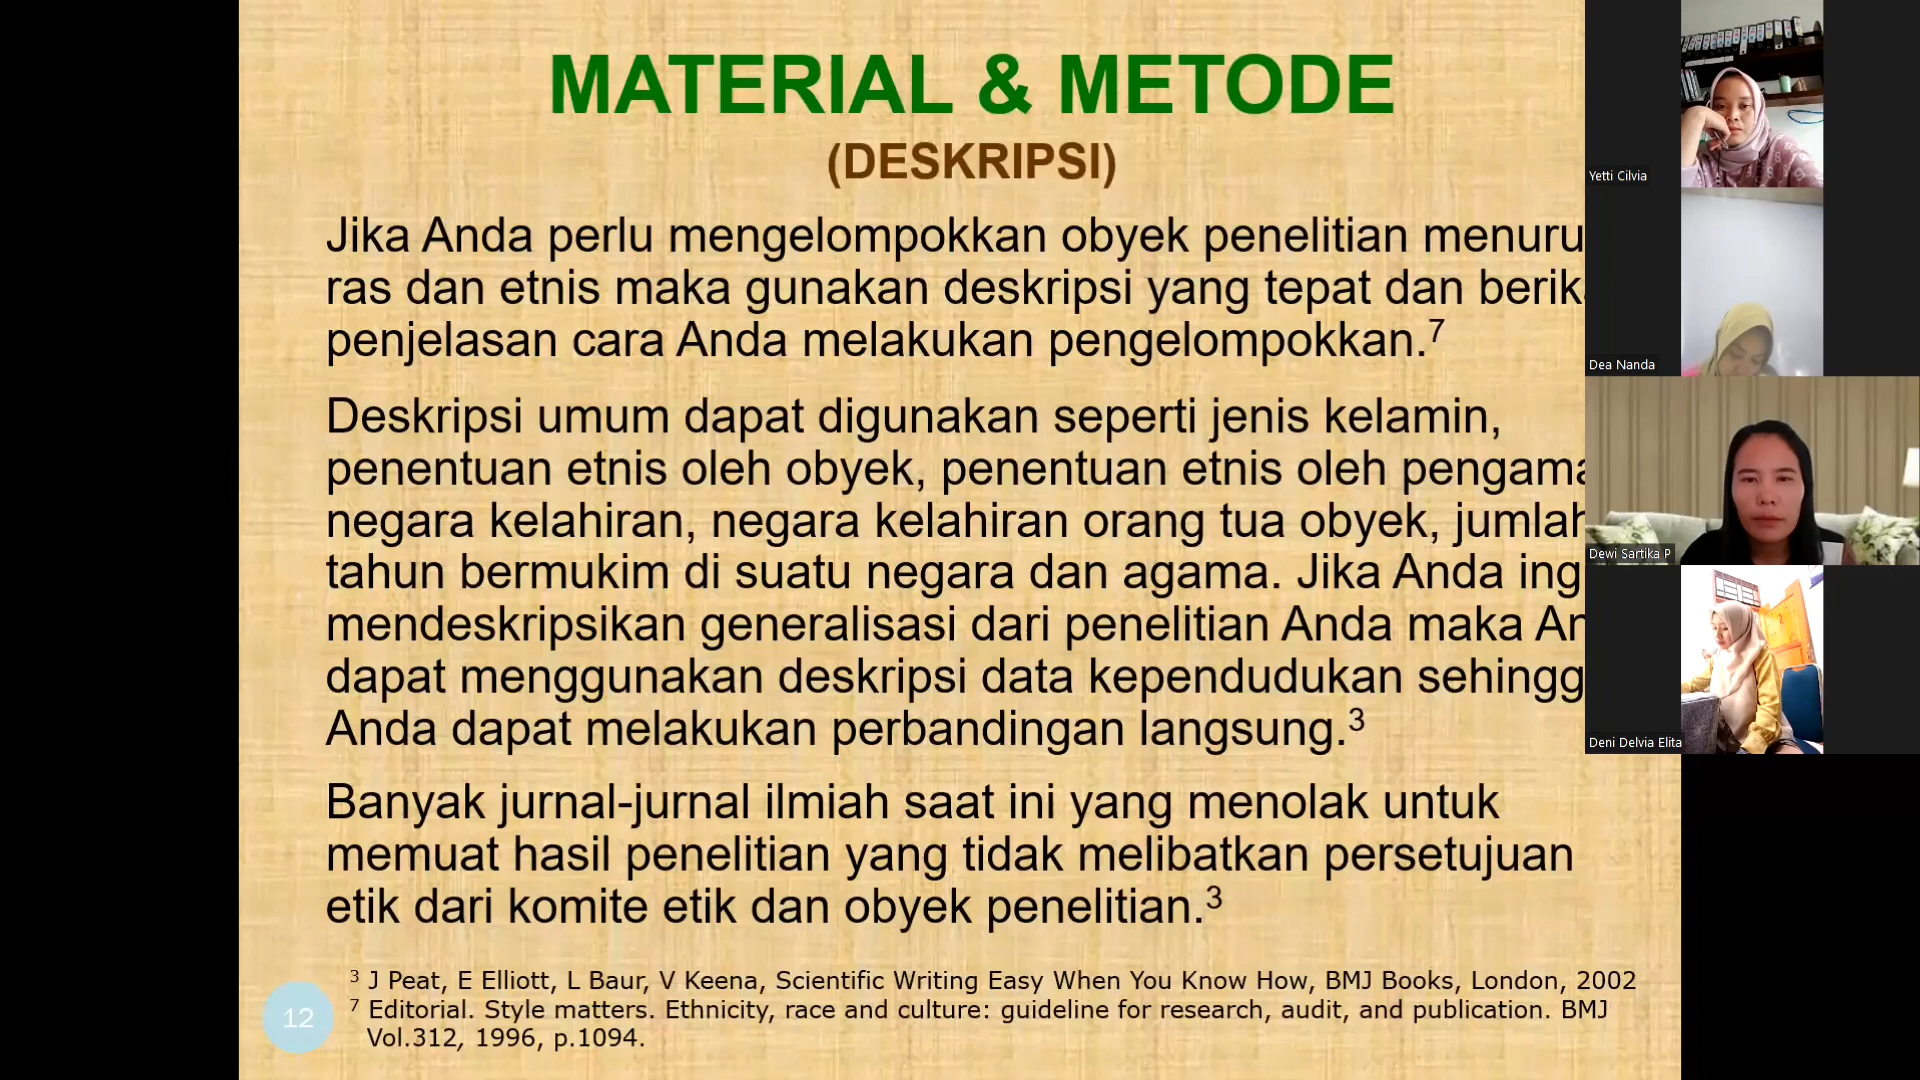 MATERIAL & METODE
(DESKRIPSI)
Jika Anda perlu mengelompokkan obyek penelitian menuru
ras dan etnis maka gunakan deskripsi yang tepat dan berik
penjelasan cara Anda melakukan pengelompokkan.7
Deskripsi umum dapat digunakan seperti jenis kelamin,
penentuan etnis oleh obyek, penentuan etnis oleh pengama
negara kelahiran, negara kelahiran orang tua obyek, jumlah
tahun bermukim di suatu negara dan agama. Jika Anda ing
mendeskripsikan generalisasi dari penelitian Anda maka An
dapat menggunakan deskripsi data kependudukan sehingg
Anda dapat melakukan perbandingan langsung.3
Banyak jurnal-jurnal ilmiah saat ini yang menolak untuk
memuat hasil penelitian yang tidak melibatkan persetujuan
etik dari komite etik dan obyek penelitian.3
3 J Peat, E Elliott, L Baur, V Keena, Scientific Writing Easy When You Know How, BMJ Books, London, 2002
7 Editorial. Style matters. Ethnicity, race and culture: guideline for research, audit, and publication. BMJ
Vol.312, 1996, p.1094.
12
Yetti Cilvia
Dea Nanda
Dewi Sartika P
Deni Delvia Elita